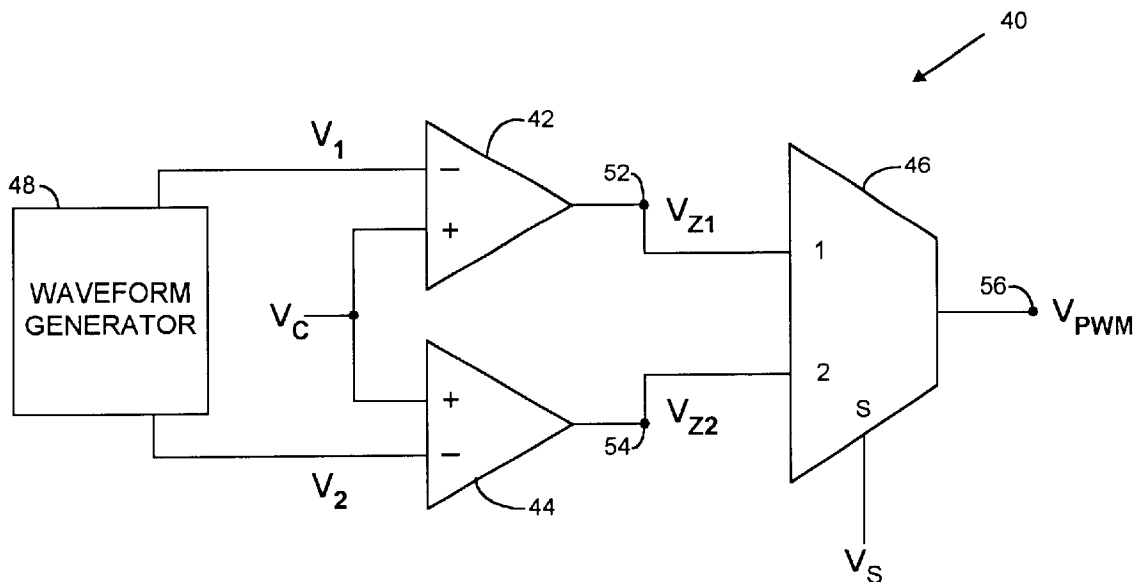 40
42
V1
48
−
52
46
VZ1
+
1
WAVEFORM
GENERATOR
VC
56
VPWM
2
+
S
VZ2
54
−
V2
44
VS